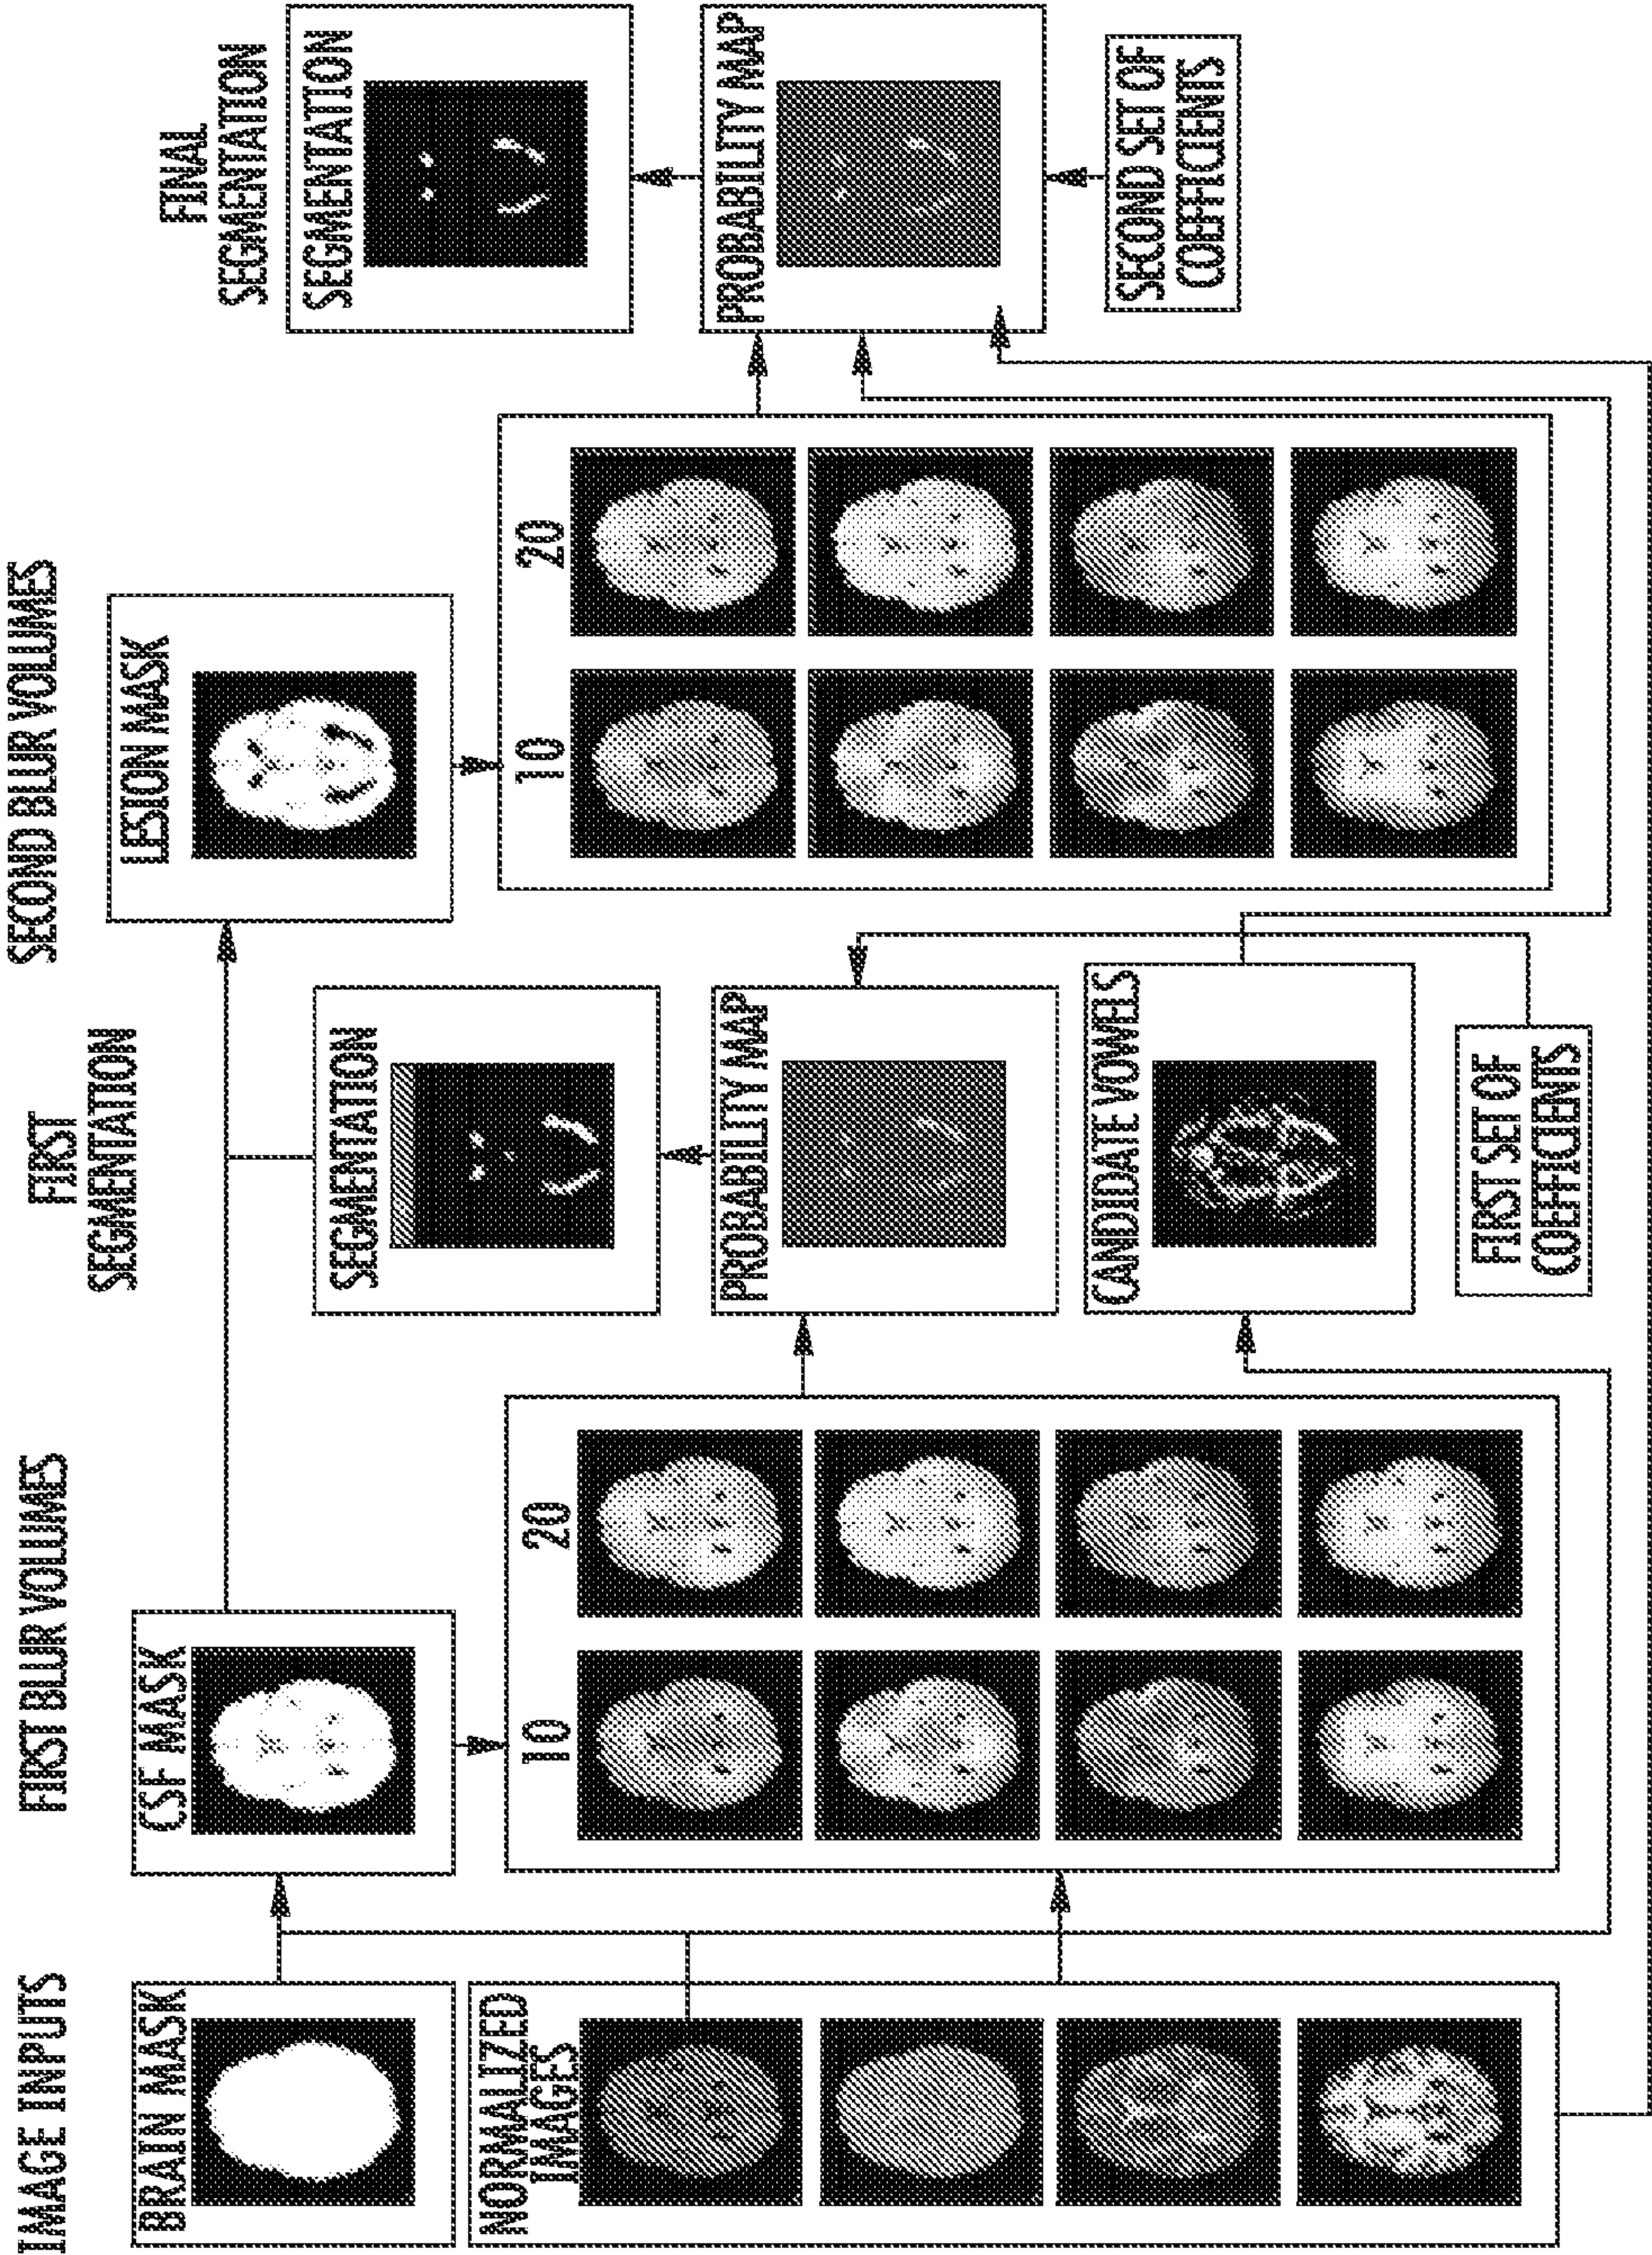 IMAGE INPUTS
BRAIN MASK
NORMALIZED
IMAGES
FIRST BLUR VOLUMES
CSF MASK
10
20
FIRST
SEGMENTATION
SEGMENTATION
PROBABILITY MAP
CANDIDATE VOWELS
FIRST SET OF
COEFFICIENTS
SECOND BLUR VOLUMES
LESION MASK
10
20
FINAL
SEGMENTATION
SEGMENTATION
PROBABILITY MAP
SECOND SET OF
COEFFICIENTS